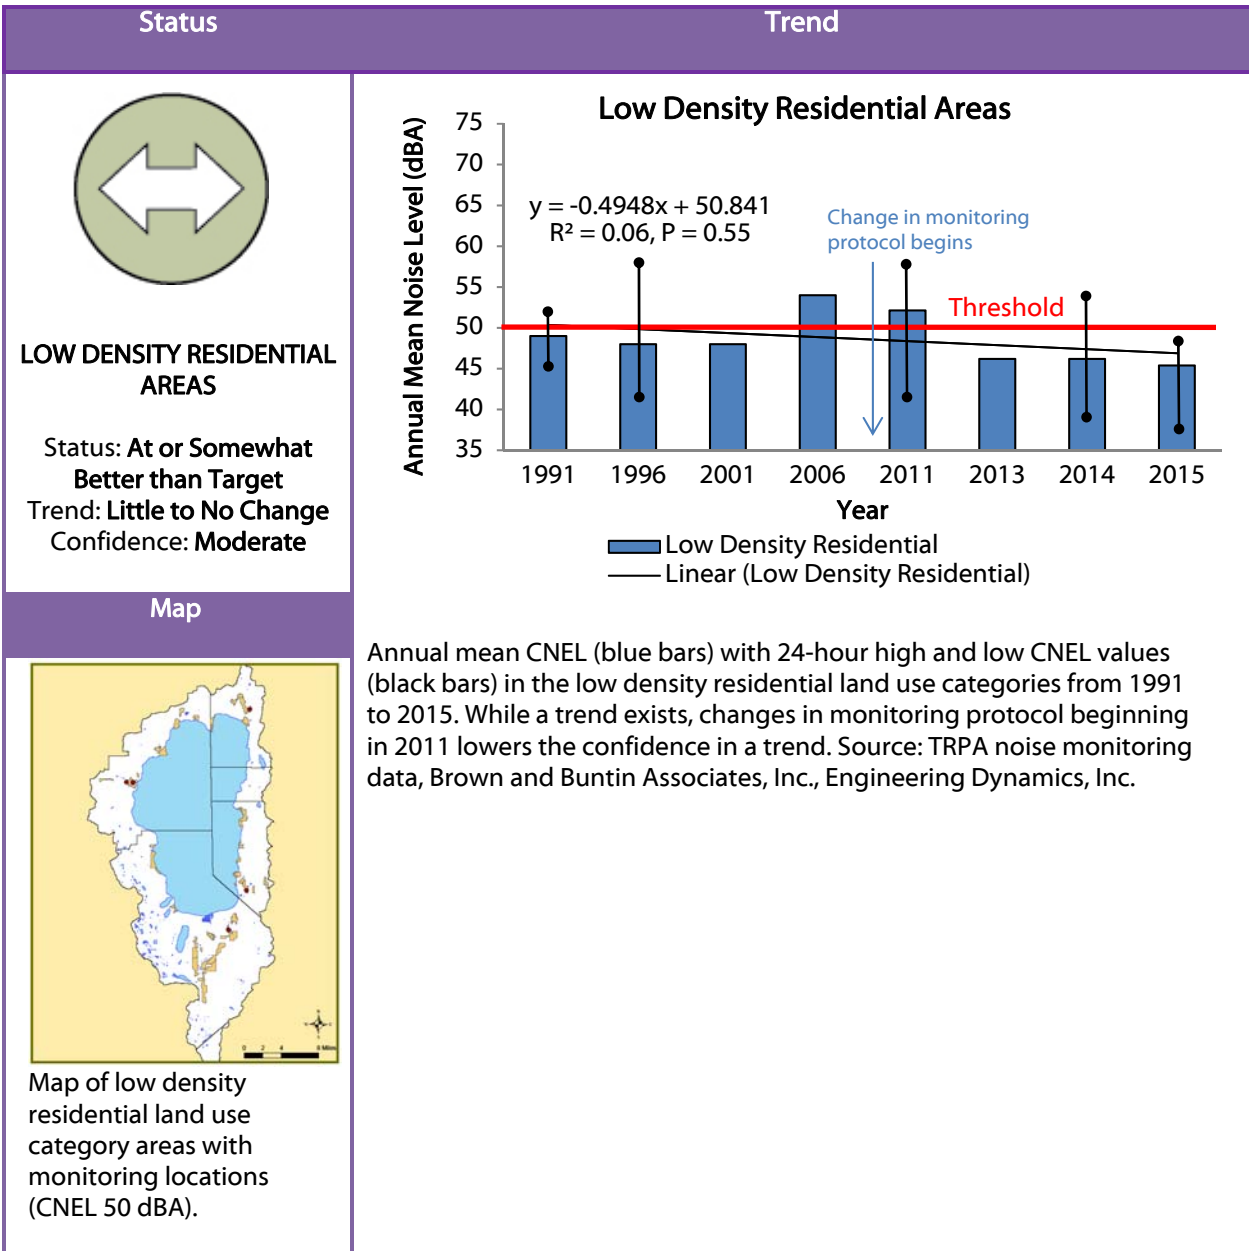 Status
Trend
LOW DENSITY RESIDENTIAL
AREAS
Status: At or Somewhat
Better than Target
Trend: Little to No Change
Confidence: Moderate
Low Density Residential Areas
Annual Mean Noise Level (dBA)
75
70
65
60
55
50
45
40
35
y = -0.4948x + 50.841
R² = 0.06, P = 0.55
Change in monitoring
protocol begins
Threshold
1991 1996 2001 2006 2011 2013 2014 2015
Year
Low Density Residential
Linear (Low Density Residential)
Map
0 2 4 8 Miles
Map of low density
residential land use
category areas with
monitoring locations
(CNEL 50 dBA).
Annual mean CNEL (blue bars) with 24-hour high and low CNEL values
(black bars) in the low density residential land use categories from 1991
to 2015. While a trend exists, changes in monitoring protocol beginning
in 2011 lowers the confidence in a trend. Source: TRPA noise monitoring
data, Brown and Buntin Associates, Inc., Engineering Dynamics, Inc.